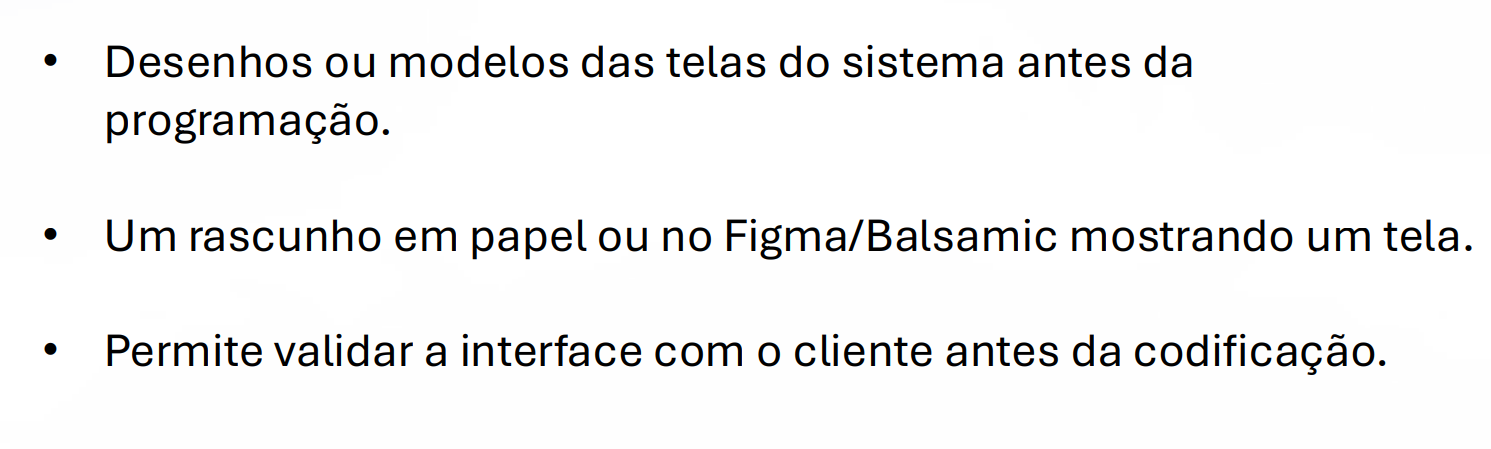 • Desenhos ou modelos das telas do sistema antes da
programação.
• Um rascunho em papel ou no Figma/Balsamic mostrando um tela.
• Permite validar a interface com o cliente antes da codificação.